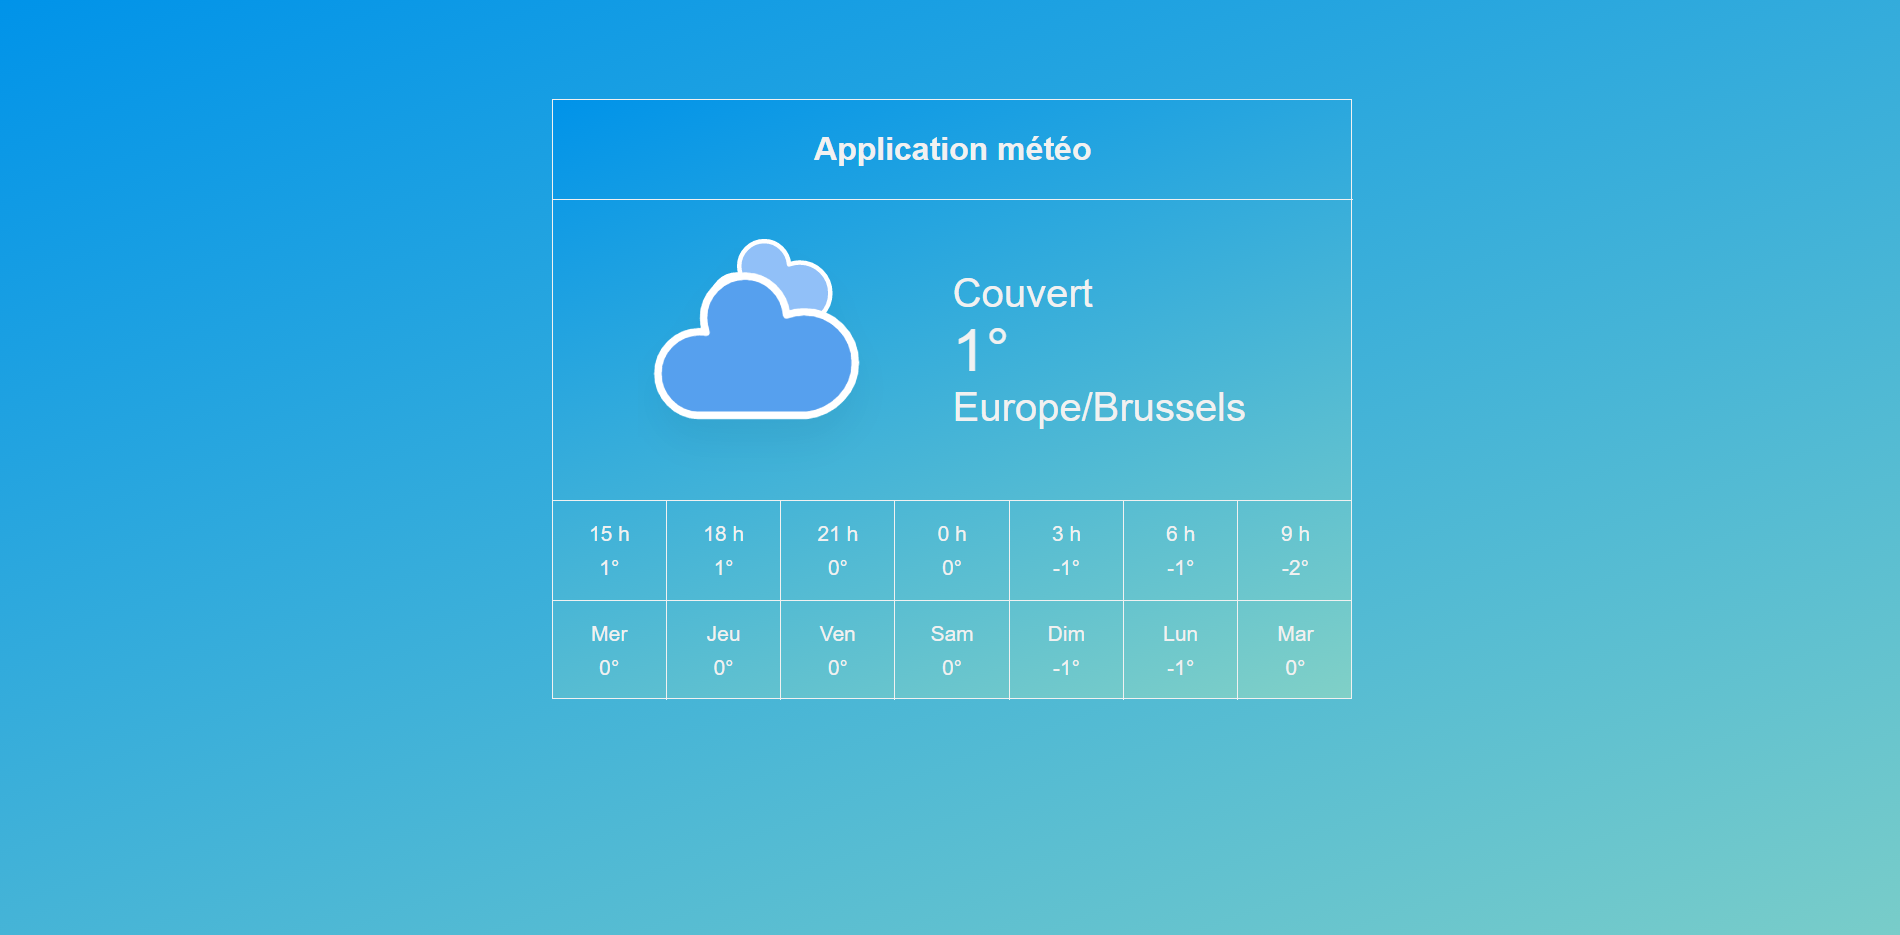 Application météo
Couvert
1°
Europe/Brussels
15 h 18 h 21 h 0 h 3 h 6 h 9 h
1° 1° 0° 0° -1° -1° -2°
Mer Jeu Ven Sam Dim Lun Mar
0° 0° 0° 0° -1° -1° 0°